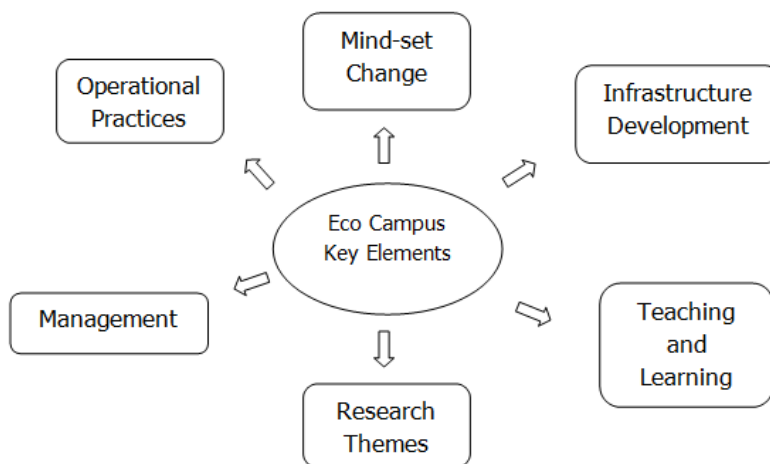 Mind-set
Change
Operational
Practices
Infrastructure
Development
Eco Campus
Key Elements
Management
Teaching
and
Learning
Research
Themes